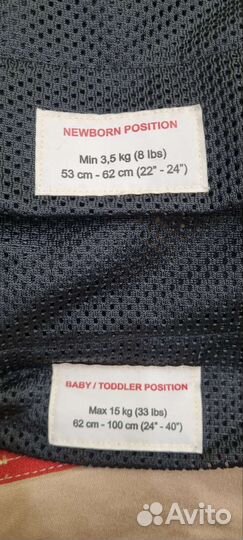 NEWBORN POSITION
Min 3,5 kg (8 lbs)
53 cm - 62 cm (22" - 24")
BABY / TODDLER POSITION
Max 15 kg (33 lbs)
62 cm - 100 cm (24" - 40")
Avito